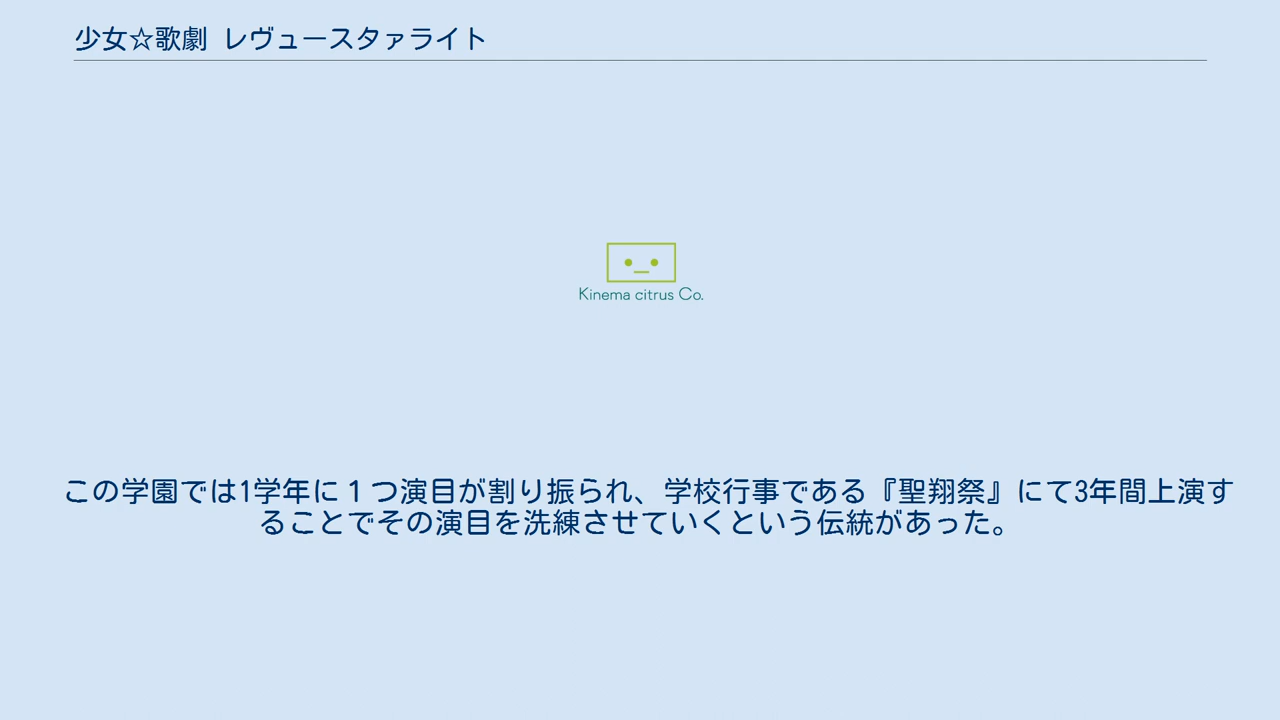 少女☆歌劇 レヴュースタァライト
Kinema citrus Co.
この学園では1学年に１つ演目が割り振られ、学校行事である『聖翔祭』にて3年間上演す
ることでその演目を洗練させていくという伝統があった。